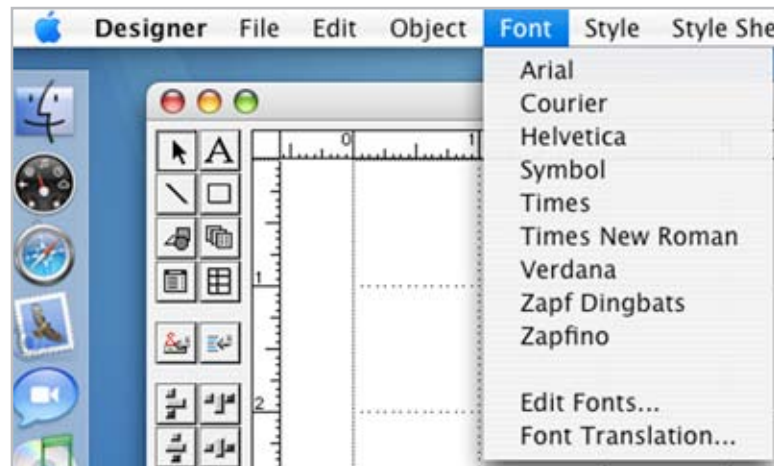 Designer File Edit Object Font Style Style She
Arial
Courier
Helvetica
Symbol
Times
Times New Roman
Verdana
Zapf Dingbats
Zapfino
Edit Fonts...
Font Translation...
A
0 1
1
2